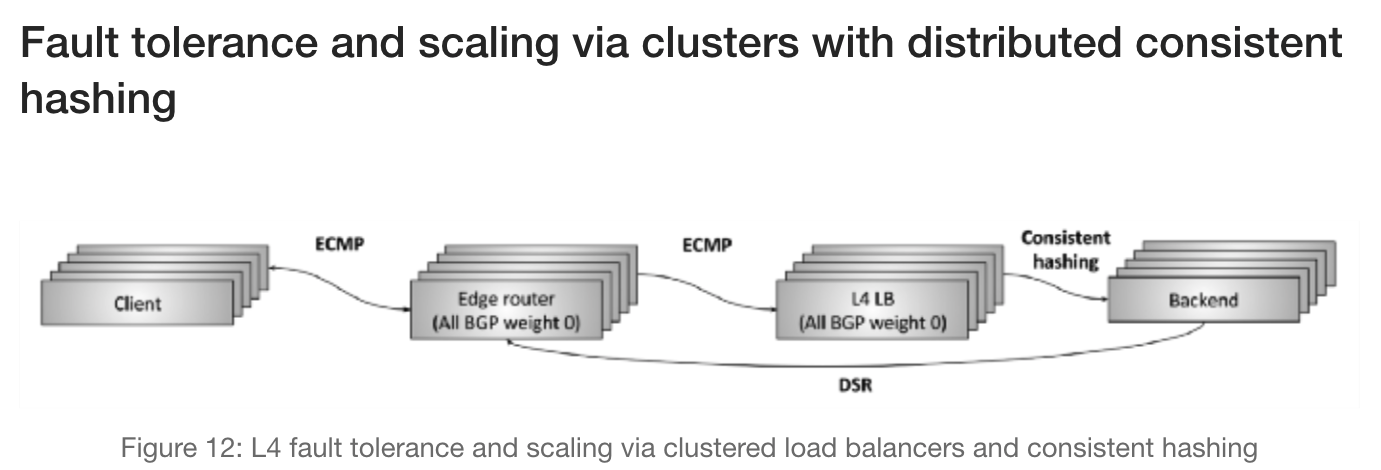 Fault tolerance and scaling via clusters with distributed consistent
hashing
ECMP
ECMP
Consistent
hashing
Client
Edge router
(All BGP weight 0)
L4 LB
(All BGP weight 0)
Backend
DSR
Figure 12: L4 fault tolerance and scaling via clustered load balancers and consistent hashing